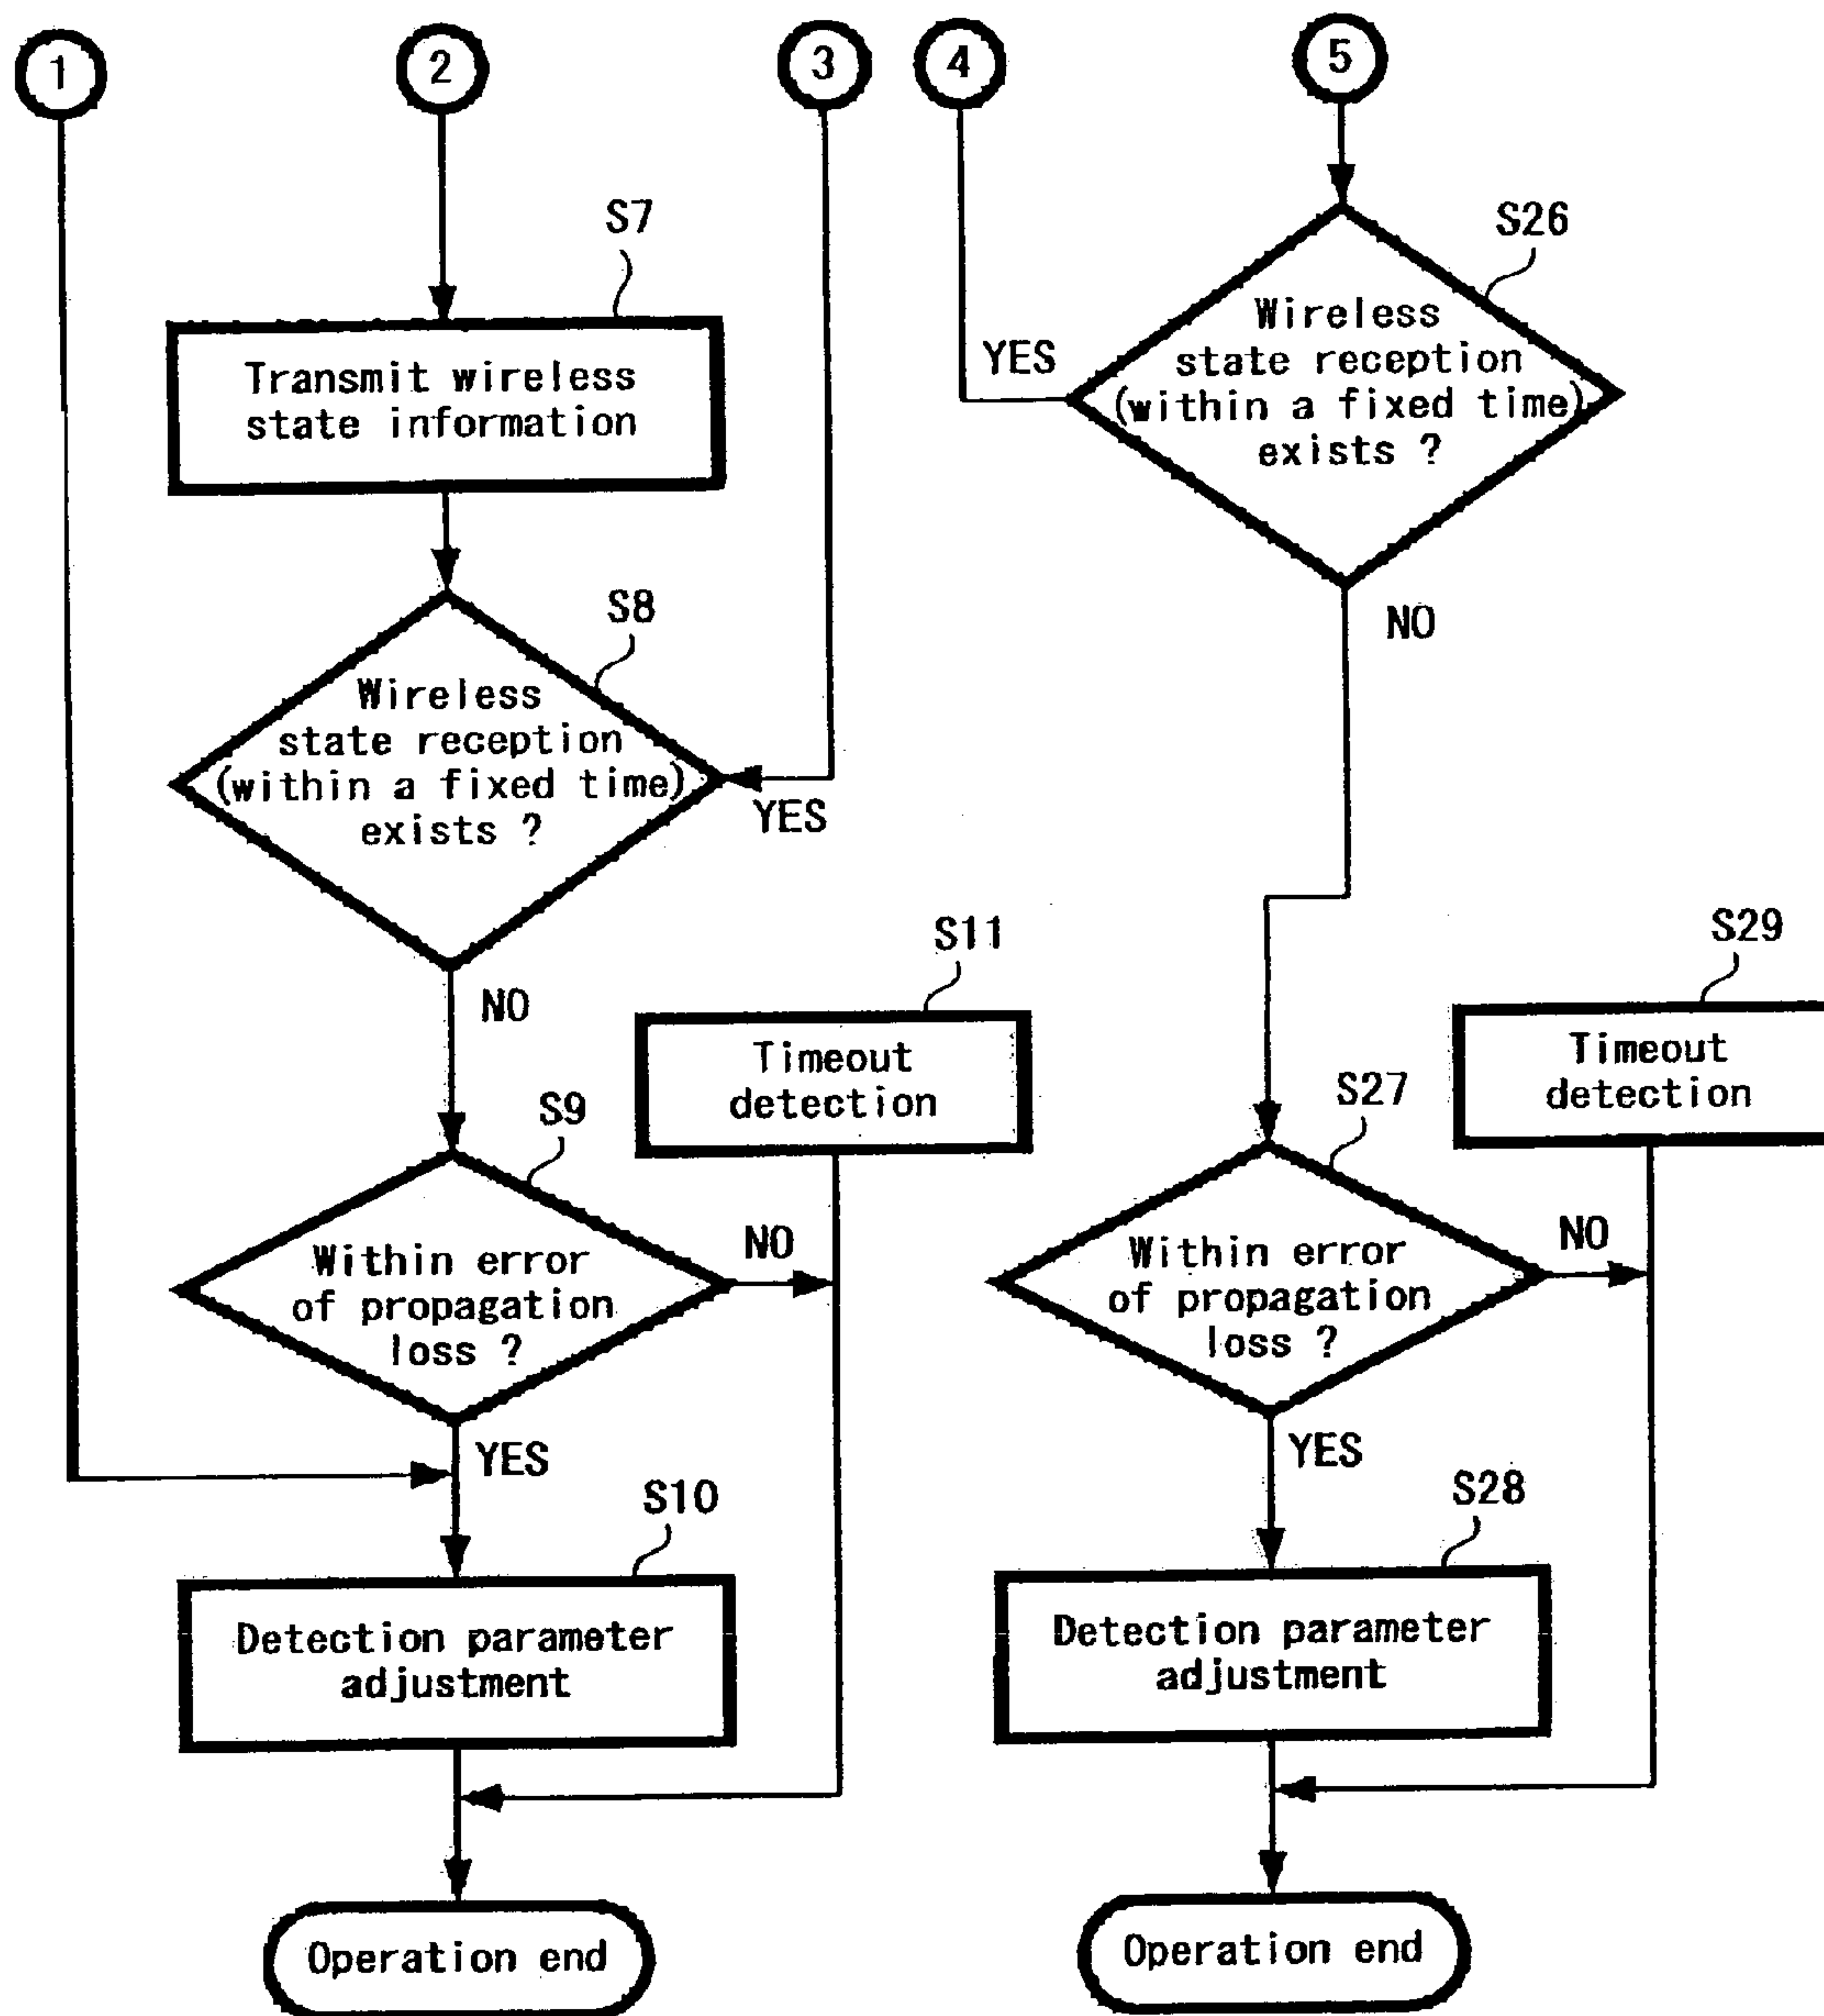 1
2
3
4
5
S7
Transmit wireless
state information
S8
Wireless
state reception
(within a fixed time)
exists ?
YES
NO
S11
Timeout
detection
S9
Within error
of propagation
loss ?
NO
YES
S10
Detection parameter
adjustment
Operation end
S26
Wireless
state reception
(within a fixed time)
exists ?
YES
NO
S29
Timeout
detection
S27
Within error
of propagation
loss ?
NO
YES
S28
Detection parameter
adjustment
Operation end